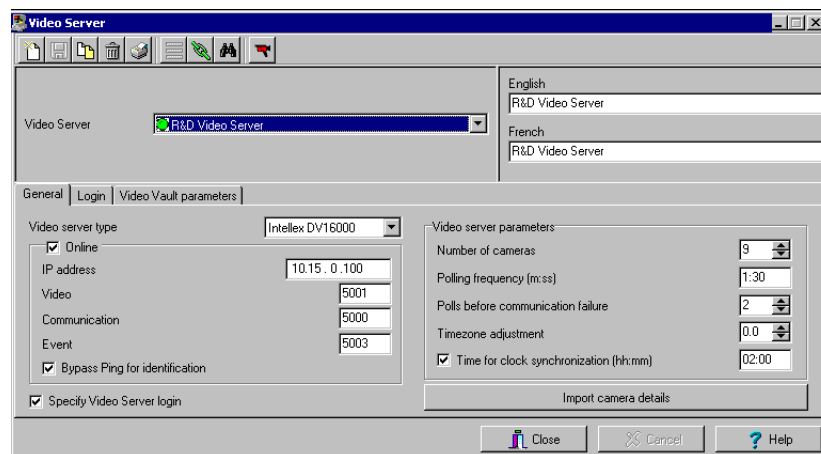 Video Server
English
R&D Video Server
Video Server
R&D Video Server
French
R&D Video Server
General
Login
Video Vault parameters
Video server type
Intellex DV16000
Online
IP address
10.15 . 0 .100
Video
5001
Communication
5000
Event
5003
Bypass Ping for identification
Specify Video Server login
Video server parameters
Number of cameras
9
Polling frequency (m:ss)
1:30
Polls before communication failure
2
Timezone adjustment
0.0
Time for clock synchronization (hh:mm)
02:00
Import camera details
Close
Cancel
? Help